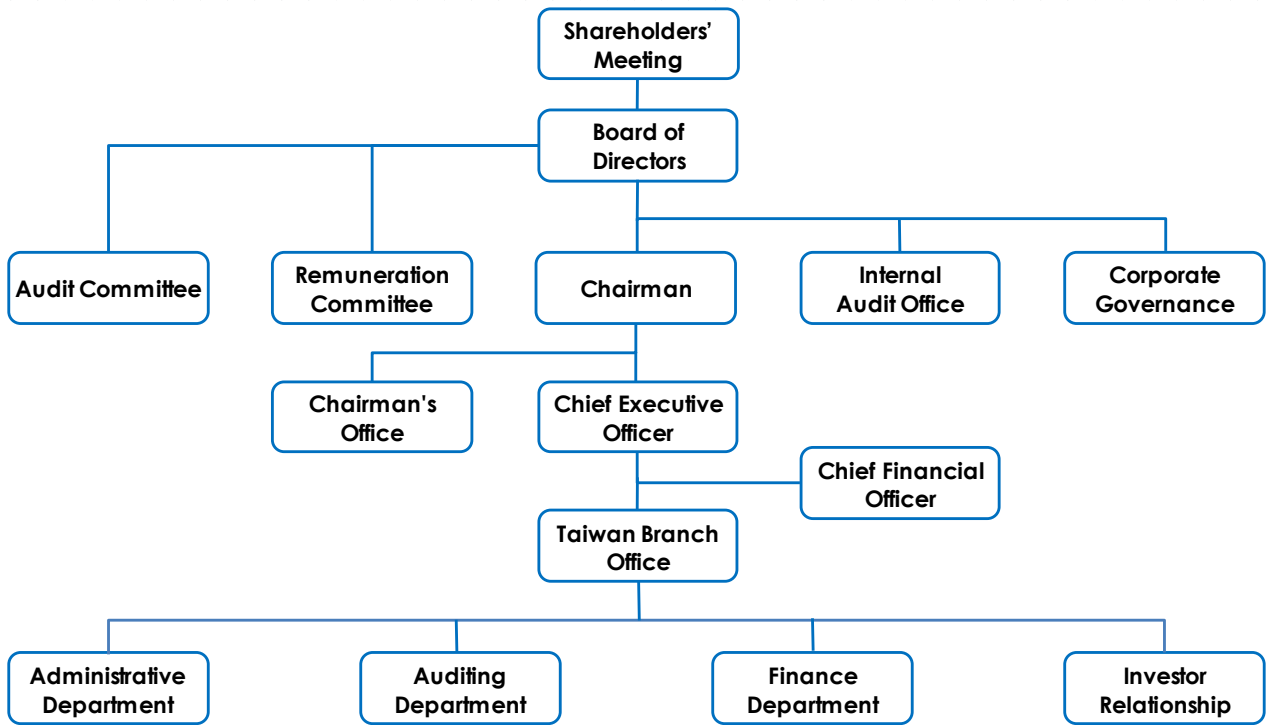 Shareholders’
Meeting
Board of
Directors
Audit Committee
Remuneration
Committee
Chairman
Internal
Audit Office
Corporate
Governance
Chairman's
Office
Chief Executive
Officer
Chief Financial
Officer
Taiwan Branch
Office
Administrative
Department
Auditing
Department
Finance
Department
Investor
Relationship